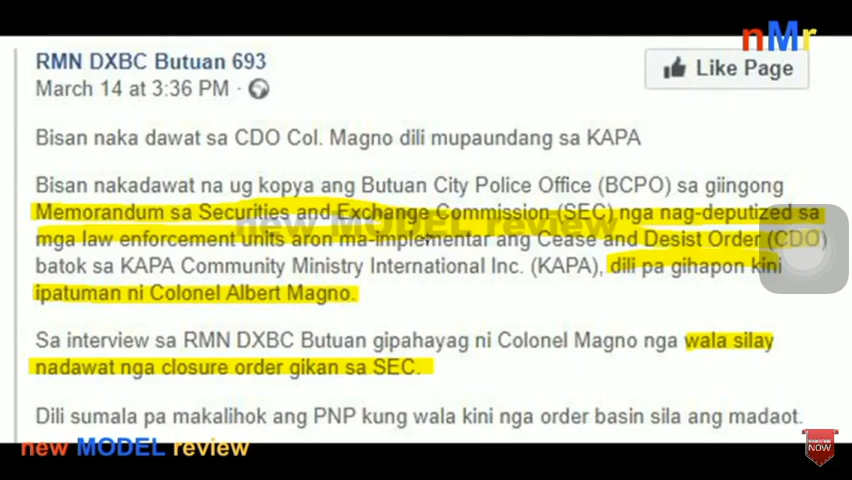 nMr
RMN DXBC Butuan 693
March 14 at 3:36 PM ·
Like Page
Bisan naka dawat sa CDO Col. Magno dili mupaundang sa KAPA
Bisan nakadawat na ug kopya ang Butuan City Police Office (BCPO) sa giingong
Memorandum sa Securities and Exchange Commission (SEC) nga nag-deputized sa
new MODEL review
mga law enforcement units aron ma-implementar ang Cease and Desist Order (CDO)
batok sa KAPA Community Ministry International Inc. (KAPA), dili pa gihapon kini
ipatuman ni Colonel Albert Magno.
Sa interview sa RMN DXBC Butuan gipahayag ni Colonel Magno nga wala silay
nadawat nga closure order gikan sa SEC.
Dili sumala pa makalihok ang PNP kung wala kini nga order basin sila ang madaot.
new MODEL review
SUBSCRIBE
NOW